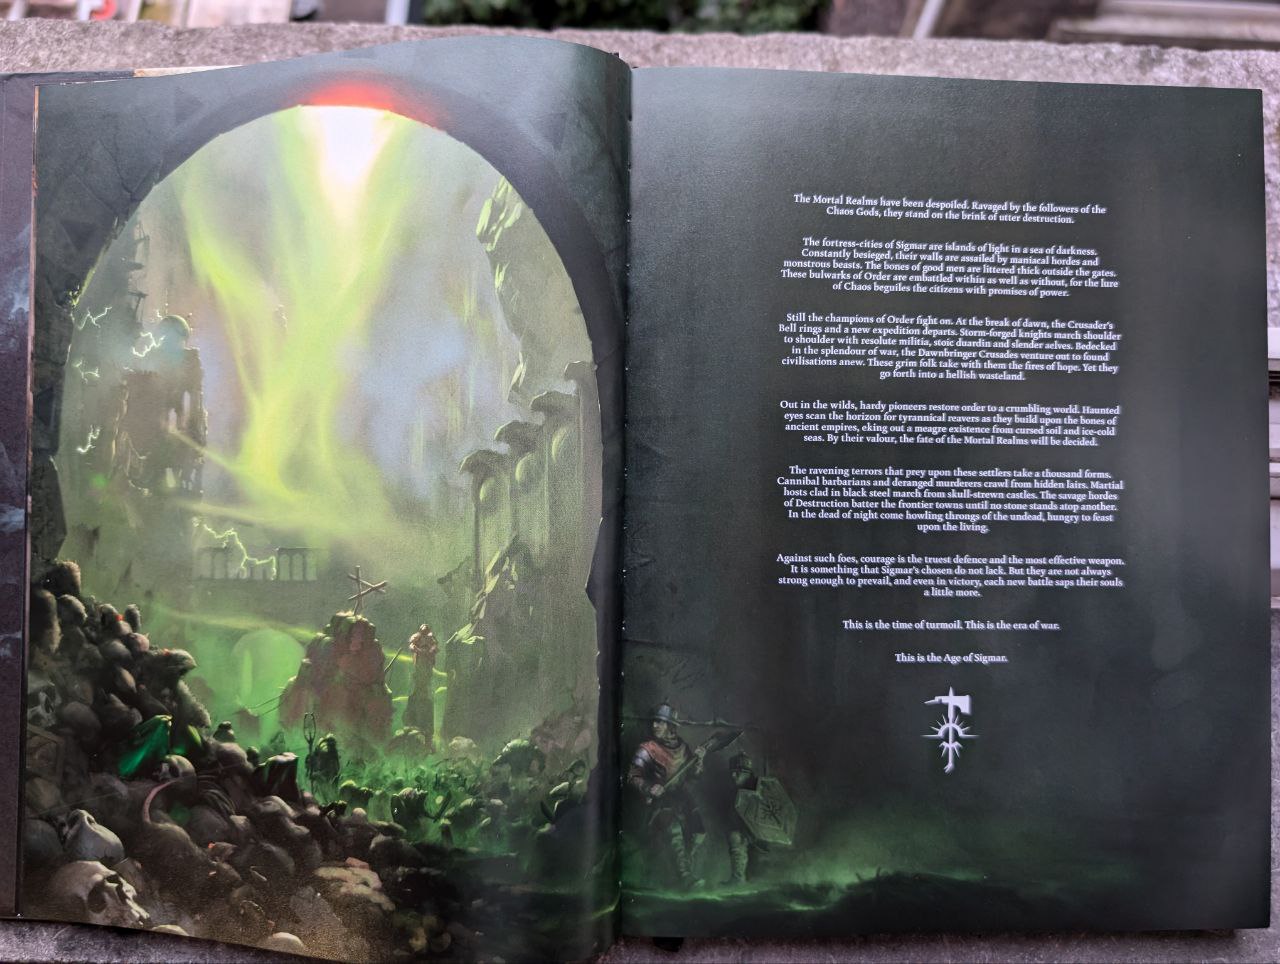 The Mortal Realms have been despoiled. Ravaged by the followers of the
Chaos Gods, they stand on the brink of utter destruction.
The fortress-cities of Sigmar are islands of light in a sea of darkness.
Constantly besieged, their walls are assailed by maniacal hordes and
monstrous beasts. The bones of good men are littered thick outside the gates.
These bulwarks of Order are embattled within as well as without, for the lure
of Chaos beguiles the citizens with promises of power.
Still the champions of Order fight on. At the break of dawn, the Crusader's
Bell rings and a new expedition departs. Storm-forged knights march shoulder
to shoulder with resolute militia, stoic duardin and slender aelves. Bedecked
in the splendour of war, the Dawnbringer Crusades venture out to found
civilisations anew. These grim folk take with them the fires of hope. Yet they
go forth into a hellish wasteland.
Out in the wilds, hardy pioneers restore order to a crumbling world. Haunted
eyes scan the horizon for tyrannical reavers as they build upon the bones of
ancient empires, eking out a meagre existence from cursed soil and ice-cold
seas. By their valour, the fate of the Mortal Realms will be decided.
The ravening terrors that prey upon these settlers take a thousand forms.
Cannibal barbarians and deranged murderers crawl from hidden lairs. Martial
hosts clad in black steel march from skull-strewn castles. The savage hordes
of Destruction batter the frontier towns until no stone stands atop another.
In the dead of night come howling throngs of the undead, hungry to feast
upon the living.
Against such foes, courage is the truest defence and the most effective weapon.
It is something that Sigmar's chosen do not lack. But they are not always
strong enough to prevail, and even in victory, each new battle saps their souls
a little more.
This is the time of turmoil. This is the era of war.
This is the Age of Sigmar.